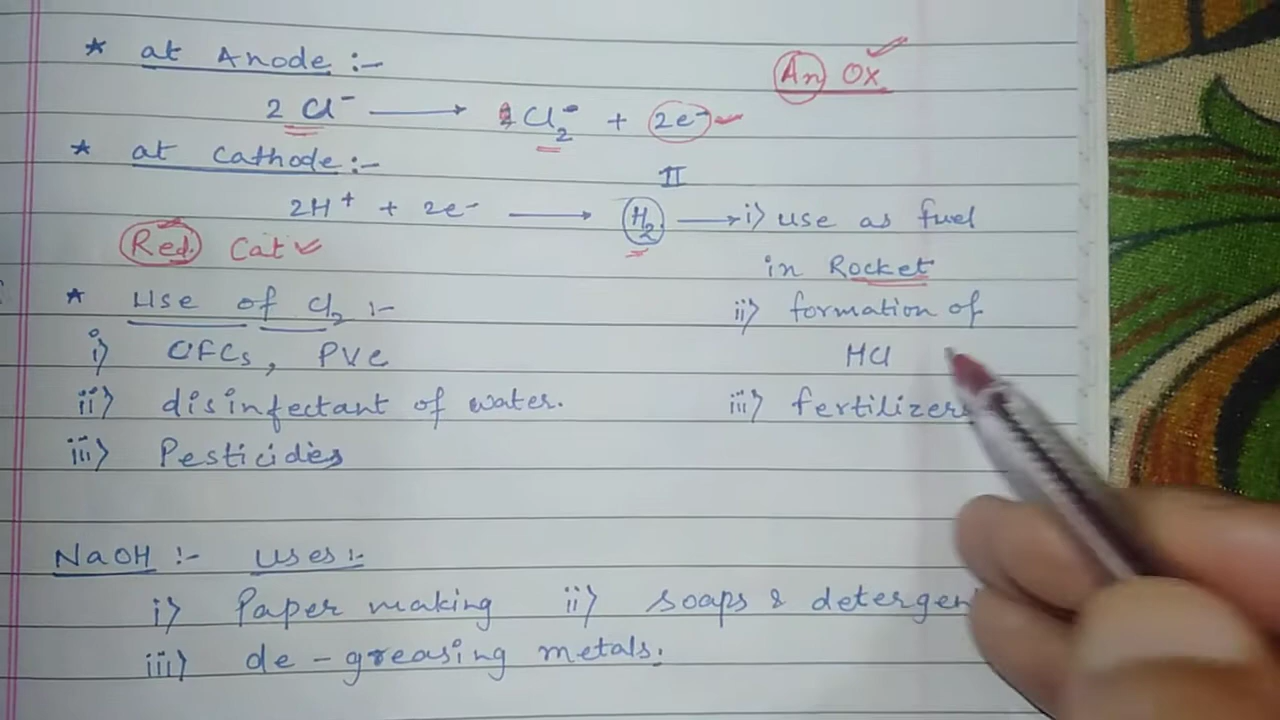 * at Anode :-
An Ox
2 Cl⁻ ⟶ Cl₂ + 2e⁻
* at Cathode :-
II
2H⁺ + 2e⁻ ⟶ H₂ ⟶ i) use as fuel
Red. Cat
in Rocket
* Use of Cl₂ :-
ii) formation of
i) CFCs, PVC
HCl
ii) disinfectant of water.
iii) fertilizers
iii) Pesticides
NaOH :- Uses :-
i) Paper making ii) soaps & detergen
iii) de-greasing metals.